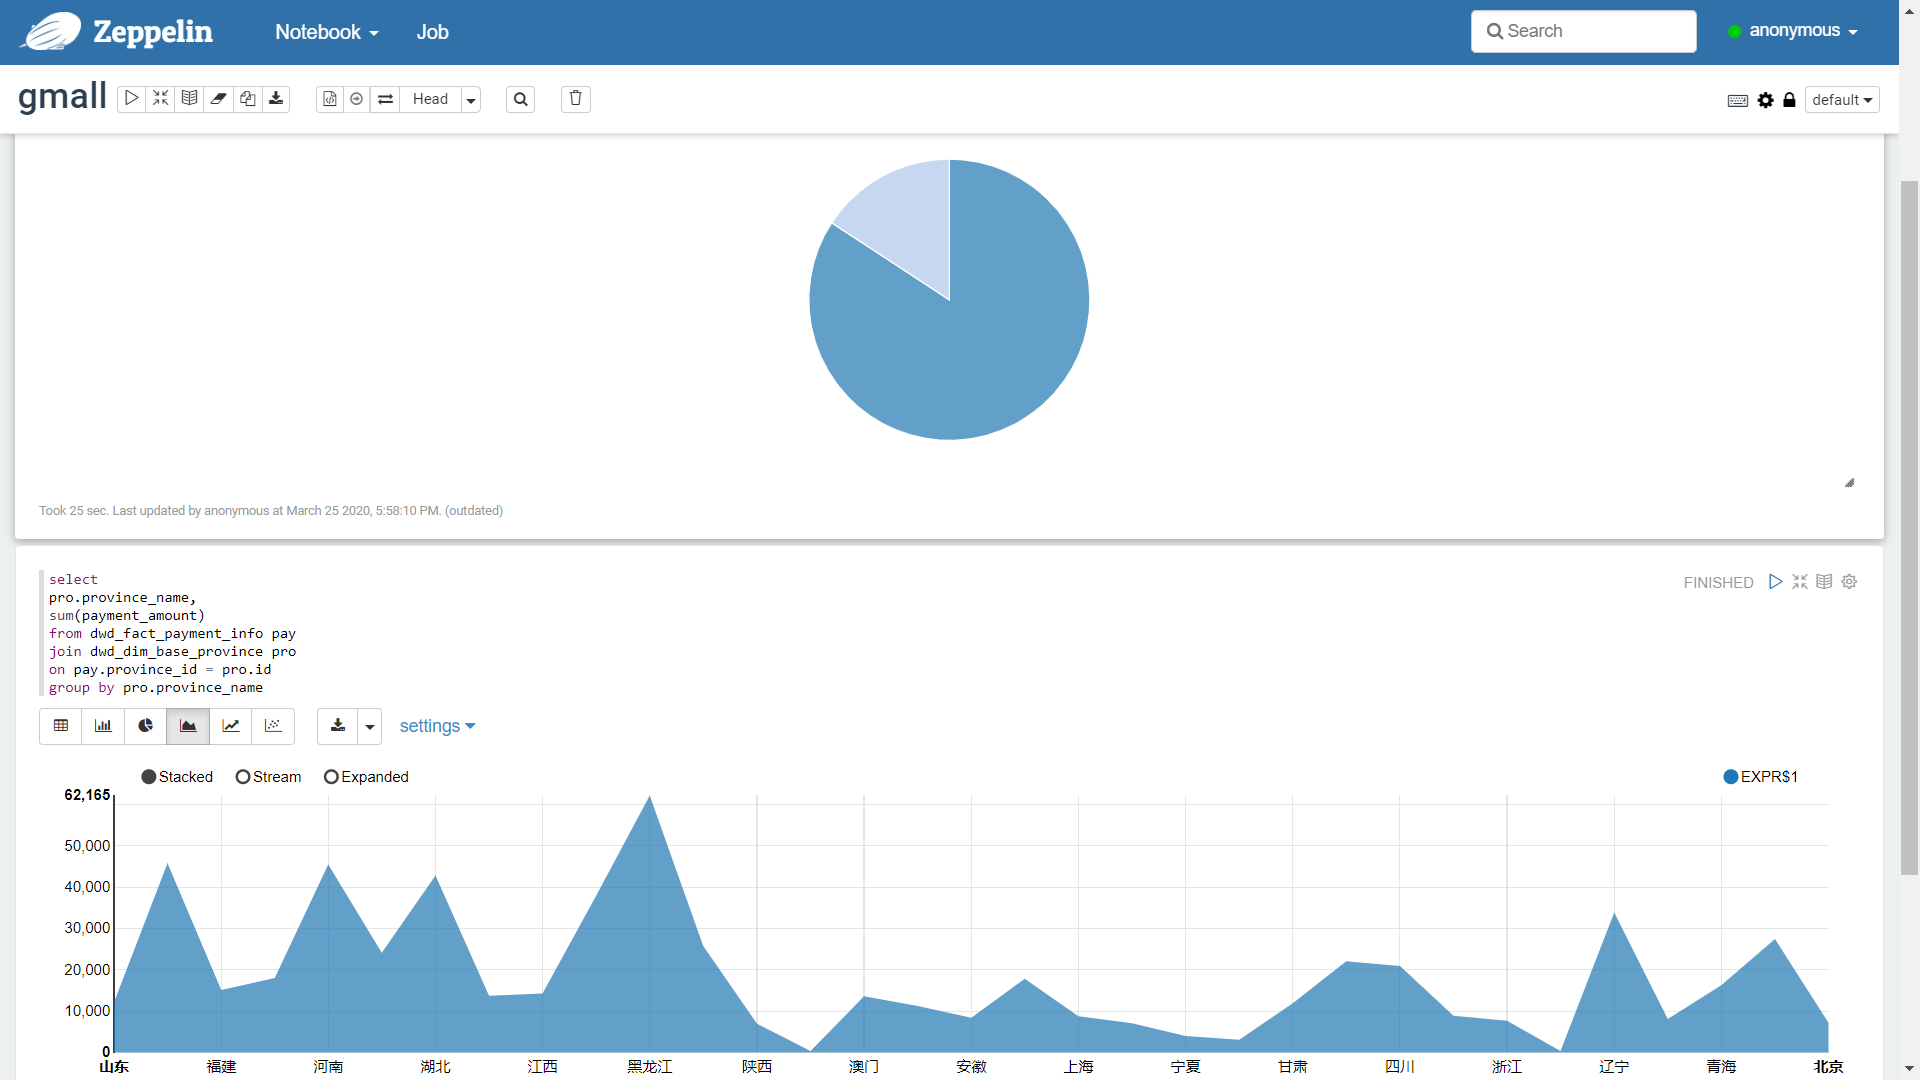 Zeppelin Notebook Job Search anonymous
gmall Head default
Took 25 sec. Last updated by anonymous at March 25 2020, 5:58:10 PM. (outdated)
FINISHED
select
pro.province_name,
sum(payment_amount)
from dwd_fact_payment_info pay
join dwd_dim_base_province pro
on pay.province_id = pro.id
group by pro.province_name
settings
Stacked Stream Expanded EXPR$1
62,165
50,000
40,000
30,000
20,000
10,000
0
山东 福建 河南 湖北 江西 黑龙江 陕西 澳门 安徽 上海 宁夏 甘肃 四川 浙江 辽宁 青海 北京